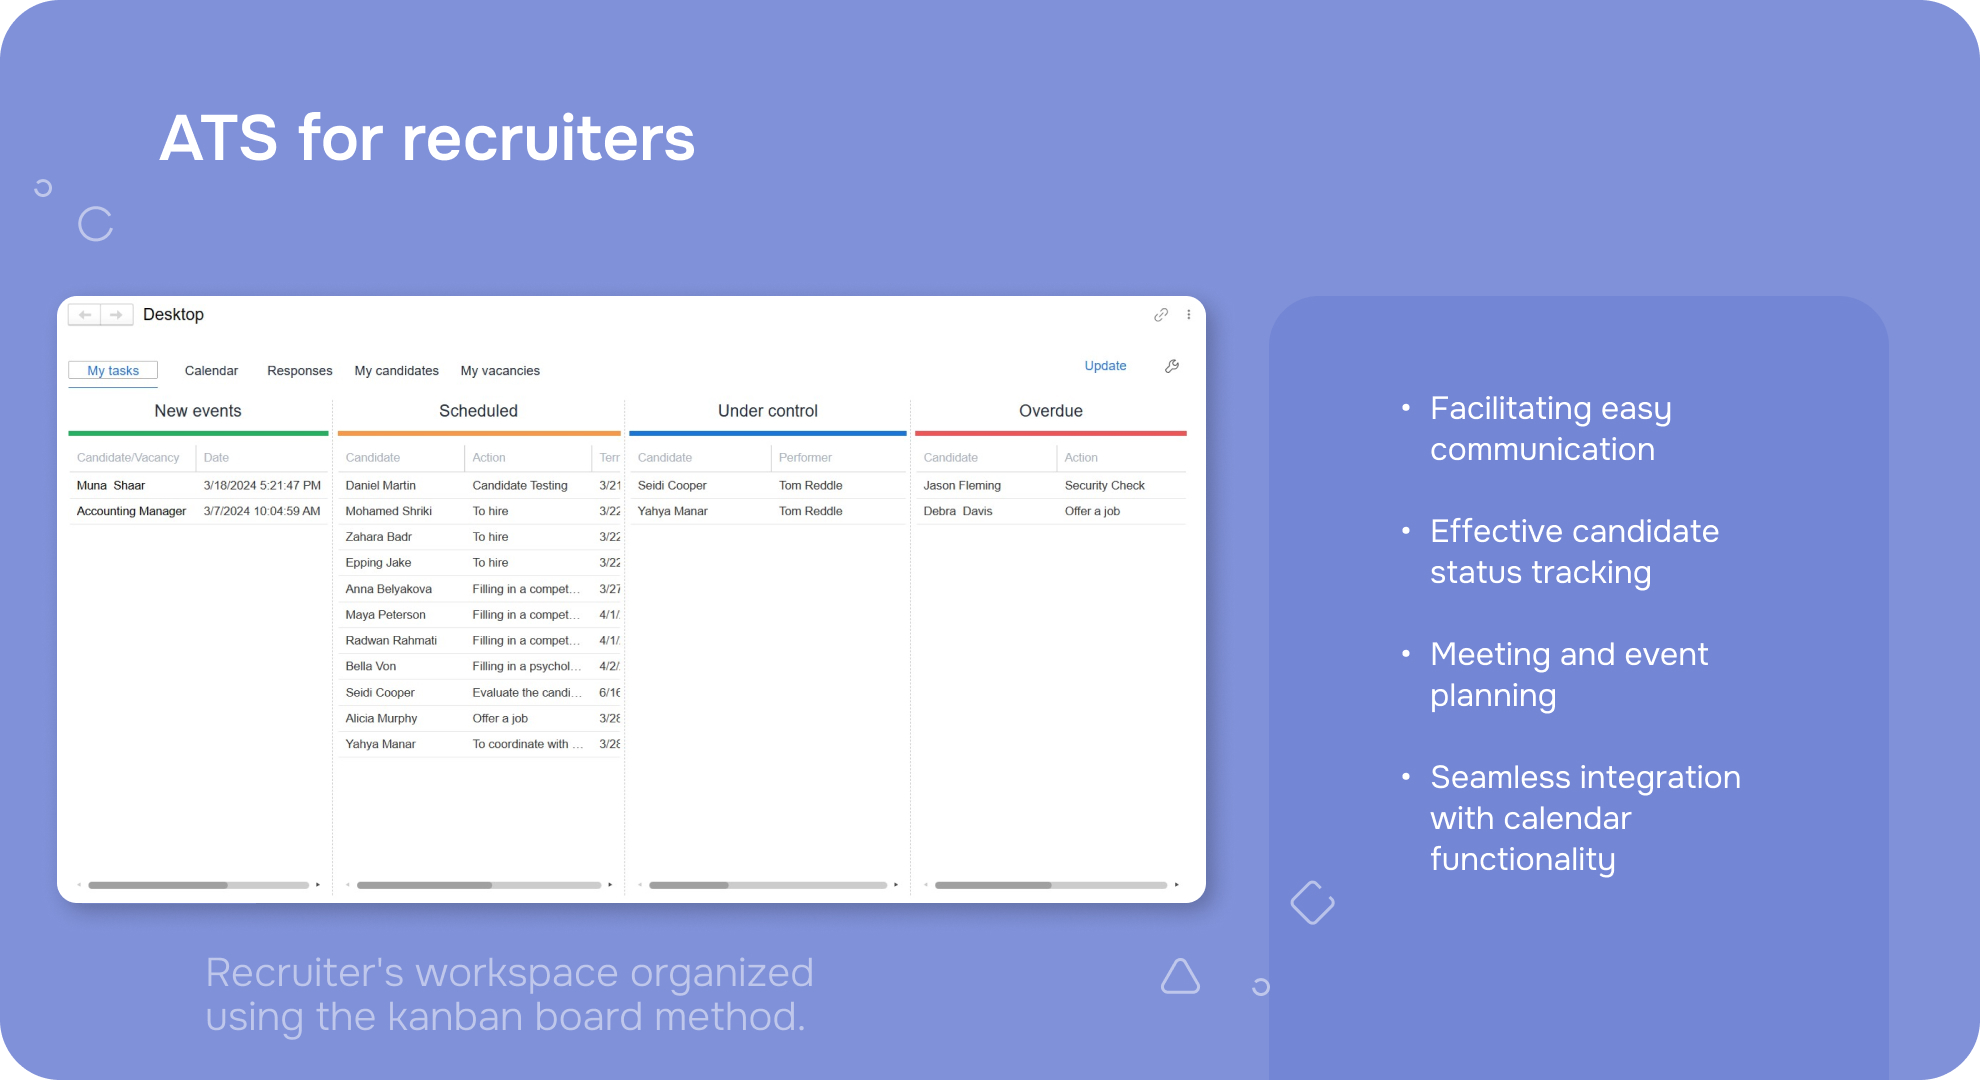 ATS for recruiters
Desktop
My tasks Calendar Responses My candidates My vacancies Update
New events
Candidate/Vacancy Date
Muna Shaar 3/18/2024 5:21:47 PM
Accounting Manager 3/7/2024 10:04:59 AM
Scheduled
Candidate Action
Daniel Martin Candidate Testing 3/21
Mohamed Shriki To hire 3/22
Zahara Badr To hire 3/22
Epping Jake To hire 3/22
Anna Belyakova Filling in a compet... 3/27
Maya Peterson Filling in a compet... 4/1/
Radwan Rahmati Filling in a compet... 4/1/
Bella Von Filling in a psychol... 4/2/
Seidi Cooper Evaluate the candi... 6/16
Alicia Murphy Offer a job 3/28
Yahya Manar To coordinate with ... 3/28
Under control
Candidate Performer
Seidi Cooper Tom Reddle
Yahya Manar Tom Reddle
Overdue
Candidate Action
Jason Fleming Security Check
Debra Davis Offer a job
Recruiter's workspace organized
using the kanban board method.
• Facilitating easy
communication
• Effective candidate
status tracking
• Meeting and event
planning
• Seamless integration
with calendar
functionality